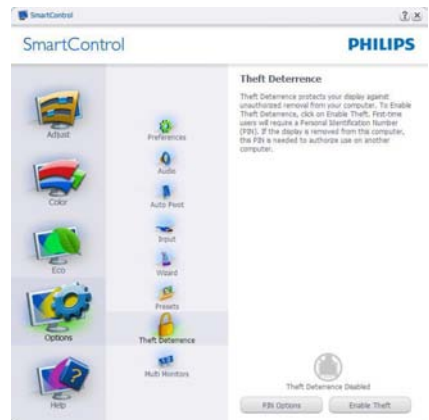 SmartControl
SmartControl
PHILIPS
Adjust
Color
Eco
Options
Help
Preferences
Audio
Auto Pivot
Input
Wizard
Presets
Theft Deterrence
Multi Monitors
Theft Deterrence
Theft Deterrence protects your display against
unauthorized removal from your computer. To Enable
Theft Deterrence, click on Enable Theft. First-time
users will require a Personal Identification Number
(PIN). If the display is removed from this computer,
the PIN is needed to authorize use on another
computer.
Theft Deterrence Disabled
PIN Options
Enable Theft